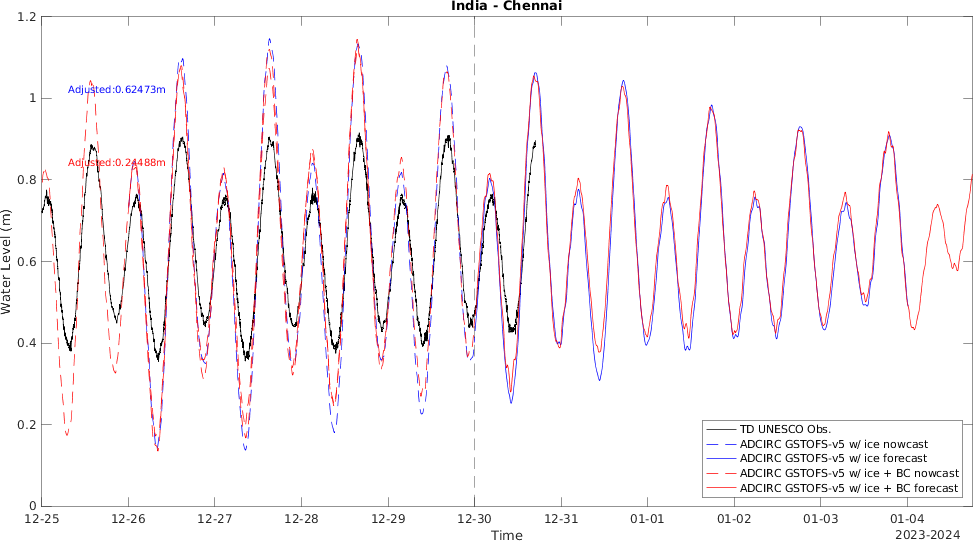 India - Chennai
1.2
1
0.8
0.6
0.4
0.2
0
Water Level (m)
Adjusted:0.62473m
Adjusted:0.24488m
TD UNESCO Obs.
ADCIRC GSTOFS-v5 w/ ice nowcast
ADCIRC GSTOFS-v5 w/ ice forecast
ADCIRC GSTOFS-v5 w/ ice + BC nowcast
ADCIRC GSTOFS-v5 w/ ice + BC forecast
12-25 12-26 12-27 12-28 12-29 12-30 12-31 01-01 01-02 01-03 01-04
Time
2023-2024